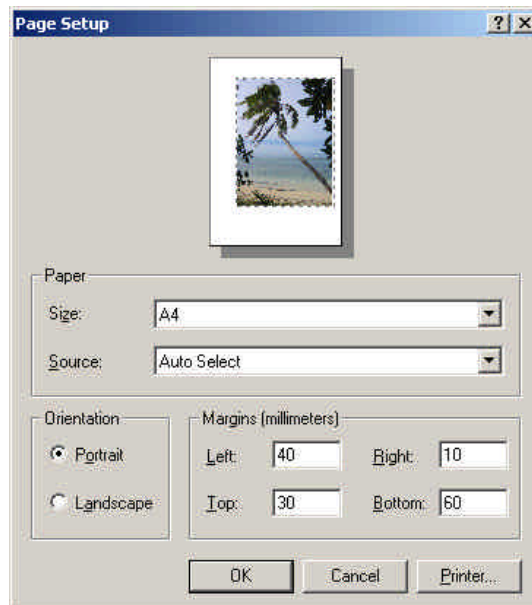 Page Setup
Paper
Size: A4
Source: Auto Select
Orientation
Portrait
Landscape
Margins (millimeters)
Left: 40 Right: 10
Top: 30 Bottom: 60
OK Cancel Printer...